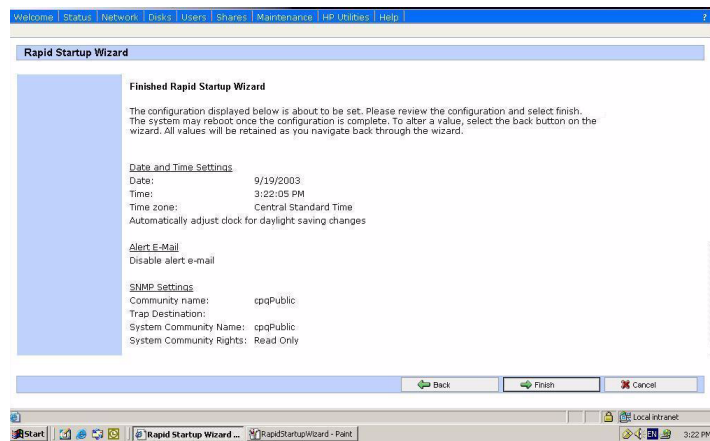 Welcome | Status | Network | Disks | Users | Shares | Maintenance | HP Utilities | Help | ?
Rapid Startup Wizard
Finished Rapid Startup Wizard
The configuration displayed below is about to be set. Please review the configuration and select finish.
The system may reboot once the configuration is complete. To alter a value, select the back button on the
wizard. All values will be retained as you navigate back through the wizard.
Date and Time Settings
Date: 9/19/2003
Time: 3:22:05 PM
Time zone: Central Standard Time
Automatically adjust clock for daylight saving changes
Alert E-Mail
Disable alert e-mail
SNMP Settings
Community name: cpqPublic
Trap Destination:
System Community Name: cpqPublic
System Community Rights: Read Only
Back Finish Cancel
Local intranet
Start Rapid Startup Wizard ... RapidStartupWizard - Paint EN 3:22 PM